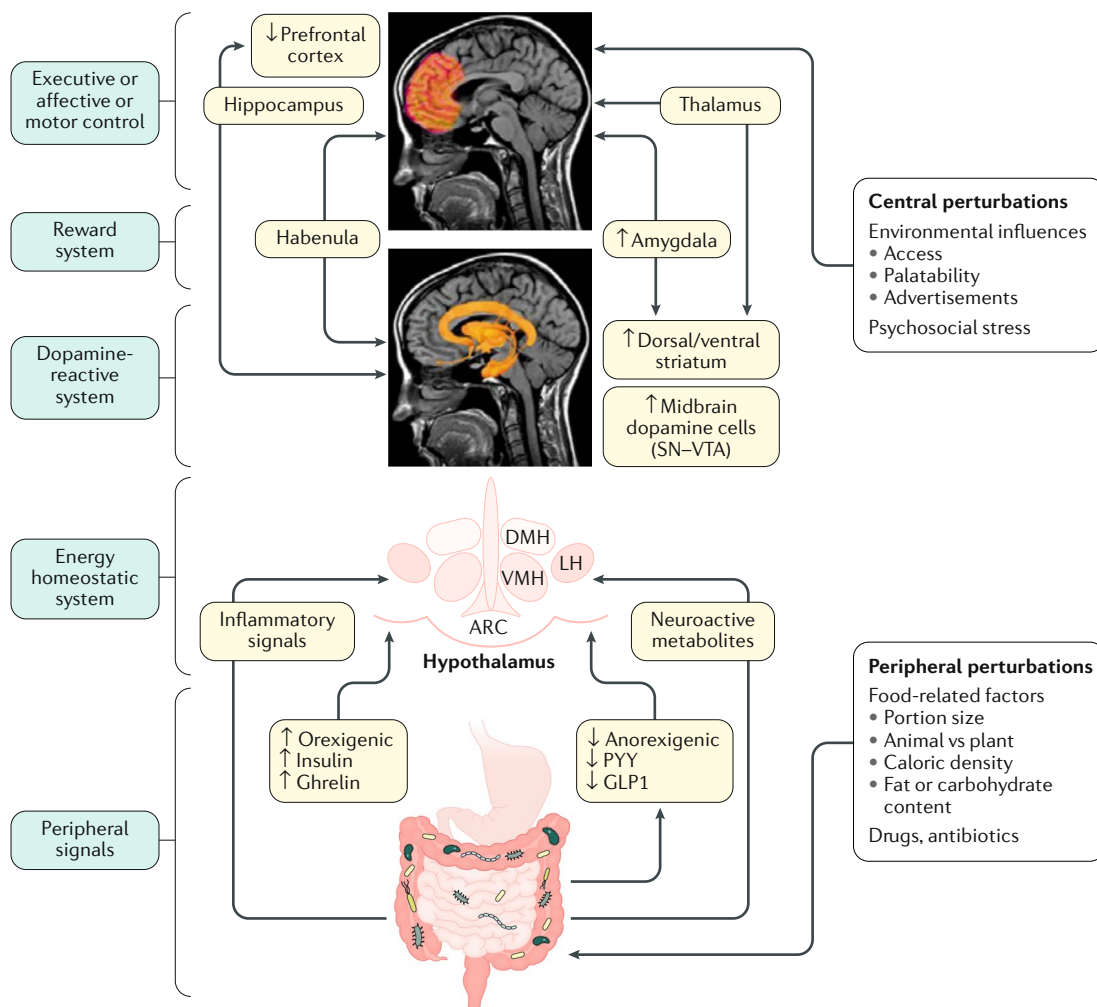 Executive or
affective or
motor control
Reward
system
Dopamine-
reactive
system
Energy
homeostatic
system
Peripheral
signals
↓ Prefrontal
cortex
Hippocampus
Habenula
Thalamus
↑ Amygdala
↑ Dorsal/ventral
striatum
↑ Midbrain
dopamine cells
(SN–VTA)
Central perturbations
Environmental influences
• Access
• Palatability
• Advertisements
Psychosocial stress
DMH
LH
VMH
ARC
Hypothalamus
Inflammatory
signals
Neuroactive
metabolites
↑ Orexigenic
↑ Insulin
↑ Ghrelin
↓ Anorexigenic
↓ PYY
↓ GLP1
Peripheral perturbations
Food-related factors
• Portion size
• Animal vs plant
• Caloric density
• Fat or carbohydrate
content
Drugs, antibiotics